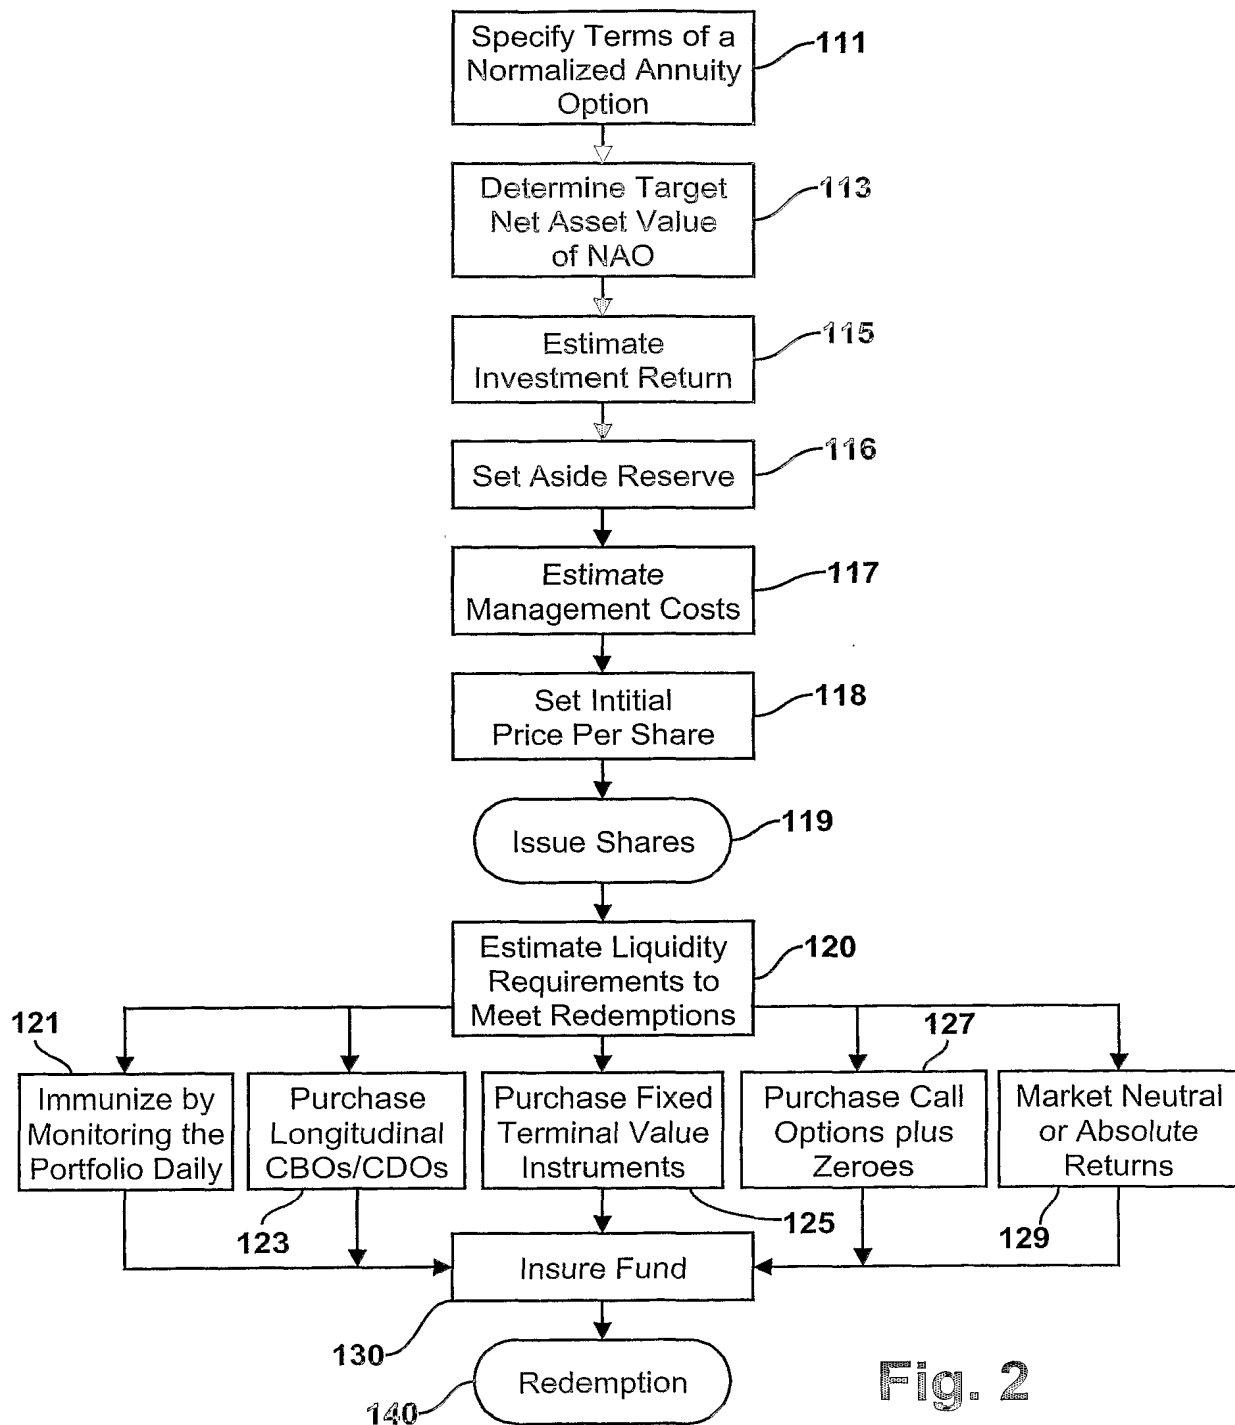 Specify Terms of a
Normalized Annuity
Option
111
Determine Target
Net Asset Value
of NAO
113
Estimate
Investment Return
115
Set Aside Reserve
116
Estimate
Management Costs
117
Set Intitial
Price Per Share
118
Issue Shares
119
Estimate Liquidity
Requirements to
Meet Redemptions
120
121
Immunize by
Monitoring the
Portfolio Daily
Purchase
Longitudinal
CBOs/CDOs
123
Purchase Fixed
Terminal Value
Instruments
125
127
Purchase Call
Options plus
Zeroes
Market Neutral
or Absolute
Returns
129
Insure Fund
130
Redemption
140
Fig. 2